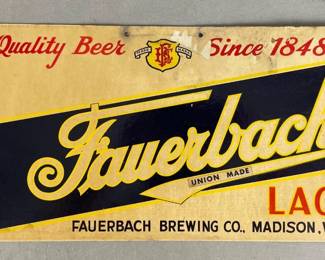 Quality Beer Since 1848
Fauerbach
UNION MADE
LAG
FAUERBACH BREWING CO., MADISON, W